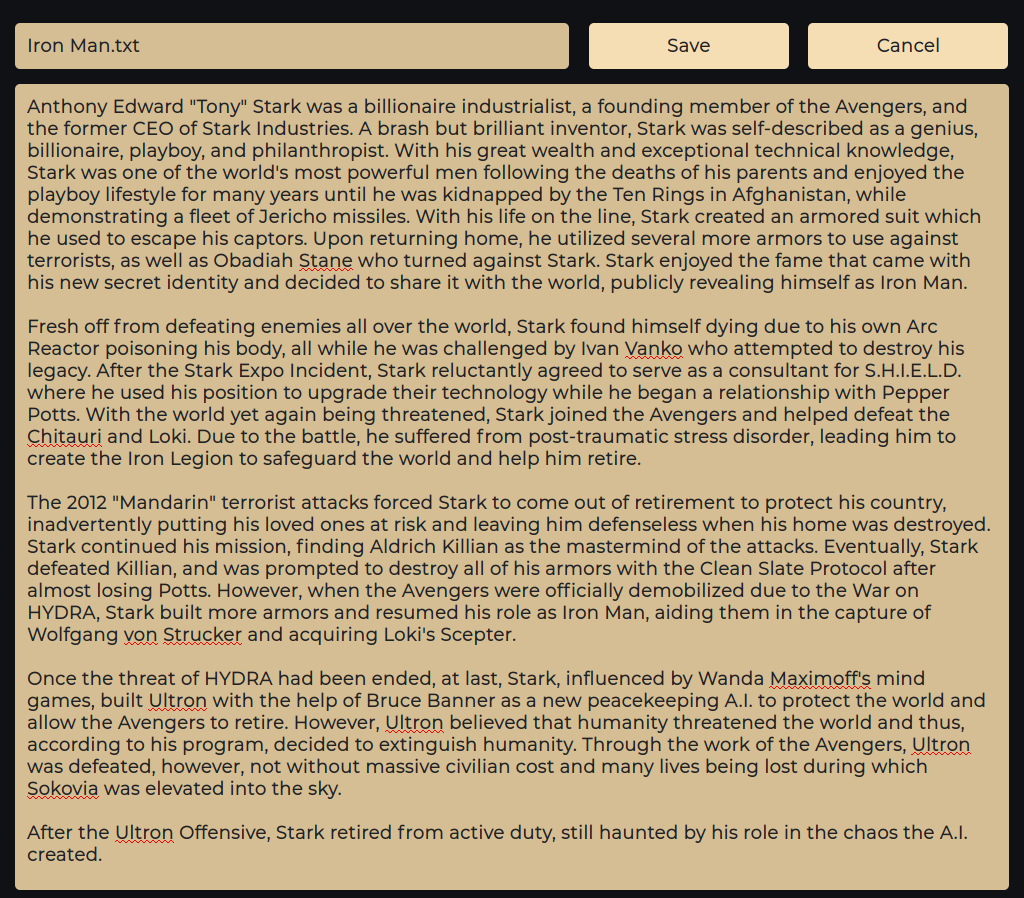 Iron Man.txt
Save
Cancel
Anthony Edward "Tony" Stark was a billionaire industrialist, a founding member of the Avengers, and
the former CEO of Stark Industries. A brash but brilliant inventor, Stark was self-described as a genius,
billionaire, playboy, and philanthropist. With his great wealth and exceptional technical knowledge,
Stark was one of the world's most powerful men following the deaths of his parents and enjoyed the
playboy lifestyle for many years until he was kidnapped by the Ten Rings in Afghanistan, while
demonstrating a fleet of Jericho missiles. With his life on the line, Stark created an armored suit which
he used to escape his captors. Upon returning home, he utilized several more armors to use against
terrorists, as well as Obadiah Stane who turned against Stark. Stark enjoyed the fame that came with
his new secret identity and decided to share it with the world, publicly revealing himself as Iron Man.
Fresh off from defeating enemies all over the world, Stark found himself dying due to his own Arc
Reactor poisoning his body, all while he was challenged by Ivan Vanko who attempted to destroy his
legacy. After the Stark Expo Incident, Stark reluctantly agreed to serve as a consultant for S.H.I.E.L.D.
where he used his position to upgrade their technology while he began a relationship with Pepper
Potts. With the world yet again being threatened, Stark joined the Avengers and helped defeat the
Chitauri and Loki. Due to the battle, he suffered from post-traumatic stress disorder, leading him to
create the Iron Legion to safeguard the world and help him retire.
The 2012 "Mandarin" terrorist attacks forced Stark to come out of retirement to protect his country,
inadvertently putting his loved ones at risk and leaving him defenseless when his home was destroyed.
Stark continued his mission, finding Aldrich Killian as the mastermind of the attacks. Eventually, Stark
defeated Killian, and was prompted to destroy all of his armors with the Clean Slate Protocol after
almost losing Potts. However, when the Avengers were officially demobilized due to the War on
HYDRA, Stark built more armors and resumed his role as Iron Man, aiding them in the capture of
Wolfgang von Strucker and acquiring Loki's Scepter.
Once the threat of HYDRA had been ended, at last, Stark, influenced by Wanda Maximoff's mind
games, built Ultron with the help of Bruce Banner as a new peacekeeping A.I. to protect the world and
allow the Avengers to retire. However, Ultron believed that humanity threatened the world and thus,
according to his program, decided to extinguish humanity. Through the work of the Avengers, Ultron
was defeated, however, not without massive civilian cost and many lives being lost during which
Sokovia was elevated into the sky.
After the Ultron Offensive, Stark retired from active duty, still haunted by his role in the chaos the A.I.
created.